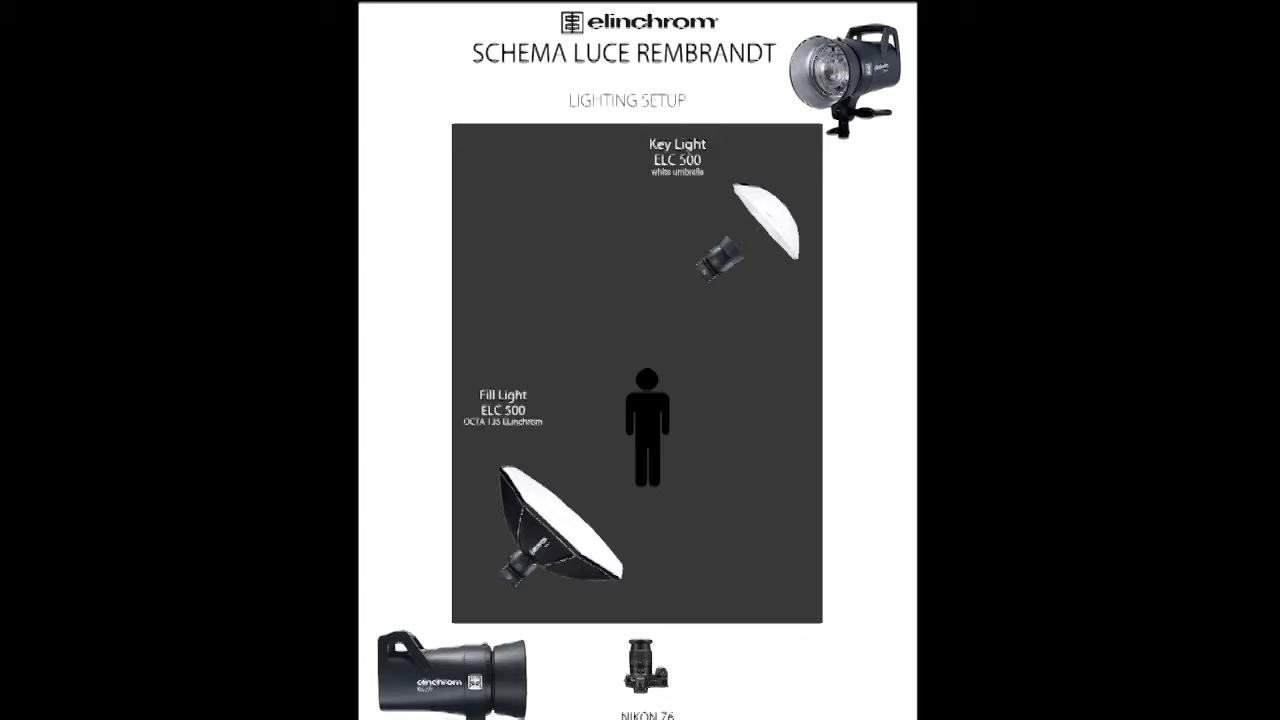 elinchrom
SCHEMA LUCE REMBRANDT
LIGHTING SETUP
Key Light
ELC 500
white umbrella
Fill Light
ELC 500
OCTA 135 ELinchrom
elinchrom
NIKON Z6